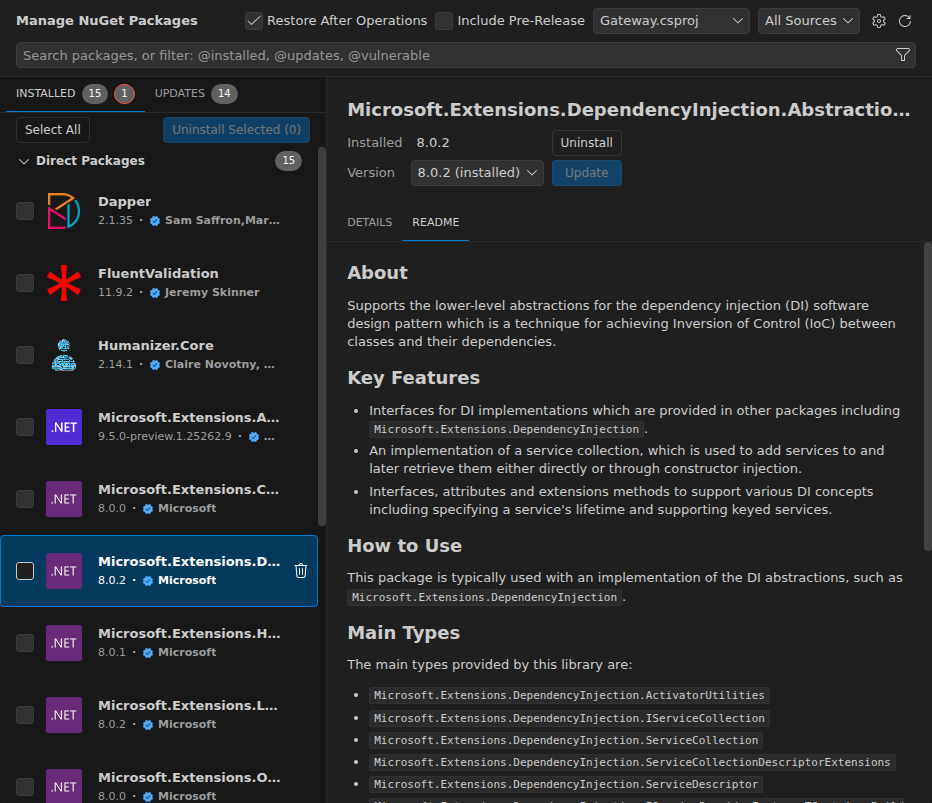 Manage NuGet Packages
Restore After Operations
Include Pre-Release
Gateway.csproj
All Sources
Search packages, or filter: @installed, @updates, @vulnerable
INSTALLED 15 1 UPDATES 14
Select All
Uninstall Selected (0)
Direct Packages 15
Dapper
2.1.35 · Sam Saffron,Mar...
FluentValidation
11.9.2 · Jeremy Skinner
Humanizer.Core
2.14.1 · Claire Novotny, ...
.NET
Microsoft.Extensions.A...
9.5.0-preview.1.25262.9 · ...
.NET
Microsoft.Extensions.C...
8.0.0 · Microsoft
.NET
Microsoft.Extensions.D...
8.0.2 · Microsoft
.NET
Microsoft.Extensions.H...
8.0.1 · Microsoft
.NET
Microsoft.Extensions.L...
8.0.2 · Microsoft
.NET
Microsoft.Extensions.O...
8.0.0 · Microsoft
Microsoft.Extensions.DependencyInjection.Abstractio...
Installed 8.0.2 Uninstall
Version 8.0.2 (installed) Update
DETAILS README
About
Supports the lower-level abstractions for the dependency injection (DI) software
design pattern which is a technique for achieving Inversion of Control (IoC) between
classes and their dependencies.
Key Features
• Interfaces for DI implementations which are provided in other packages including
Microsoft.Extensions.DependencyInjection.
• An implementation of a service collection, which is used to add services to and
later retrieve them either directly or through constructor injection.
• Interfaces, attributes and extensions methods to support various DI concepts
including specifying a service's lifetime and supporting keyed services.
How to Use
This package is typically used with an implementation of the DI abstractions, such as
Microsoft.Extensions.DependencyInjection.
Main Types
The main types provided by this library are:
• Microsoft.Extensions.DependencyInjection.ActivatorUtilities
• Microsoft.Extensions.DependencyInjection.IServiceCollection
• Microsoft.Extensions.DependencyInjection.ServiceCollection
• Microsoft.Extensions.DependencyInjection.ServiceCollectionDescriptorExtensions
• Microsoft.Extensions.DependencyInjection.ServiceDescriptor